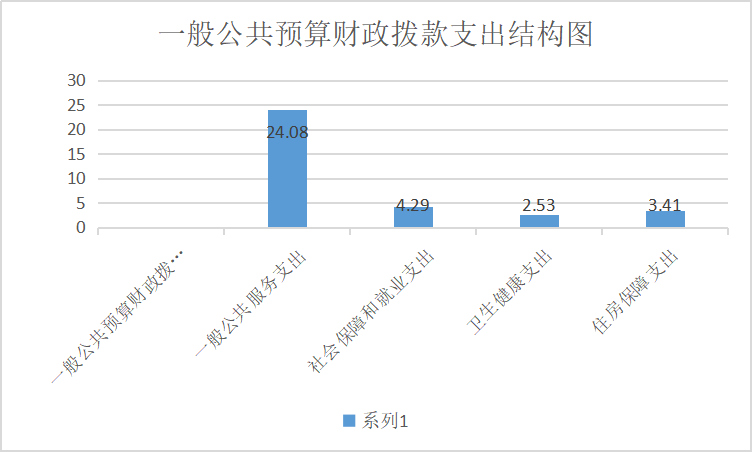 一般公共预算财政拨款支出结构图
30
25
20
15
10
5
0
24.08
4.29
2.53
3.41
一般公共预算财政拨…
一般公共服务支出
社会保障和就业支出
卫生健康支出
住房保障支出
系列1